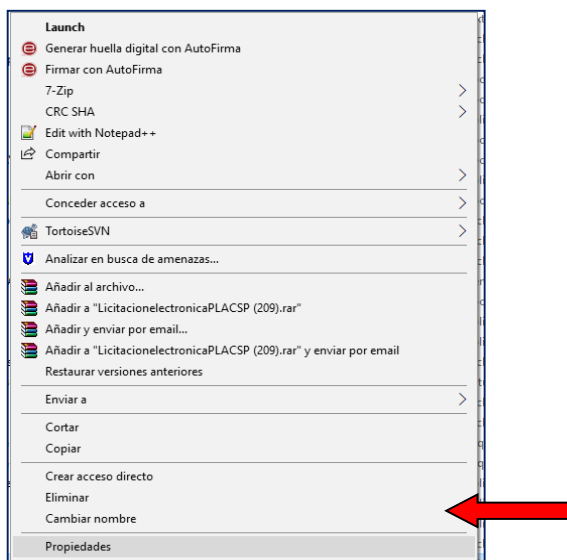 Launch
Generar huella digital con AutoFirma
Firmar con AutoFirma
7-Zip
CRC SHA
Edit with Notepad++
Compartir
Abrir con
Conceder acceso a
TortoiseSVN
Analizar en busca de amenazas...
Añadir al archivo...
Añadir a "LicitacionelectronicaPLACSP (209).rar"
Añadir y enviar por email...
Añadir a "LicitacionelectronicaPLACSP (209).rar" y enviar por email
Restaurar versiones anteriores
Enviar a
Cortar
Copiar
Crear acceso directo
Eliminar
Cambiar nombre
Propiedades